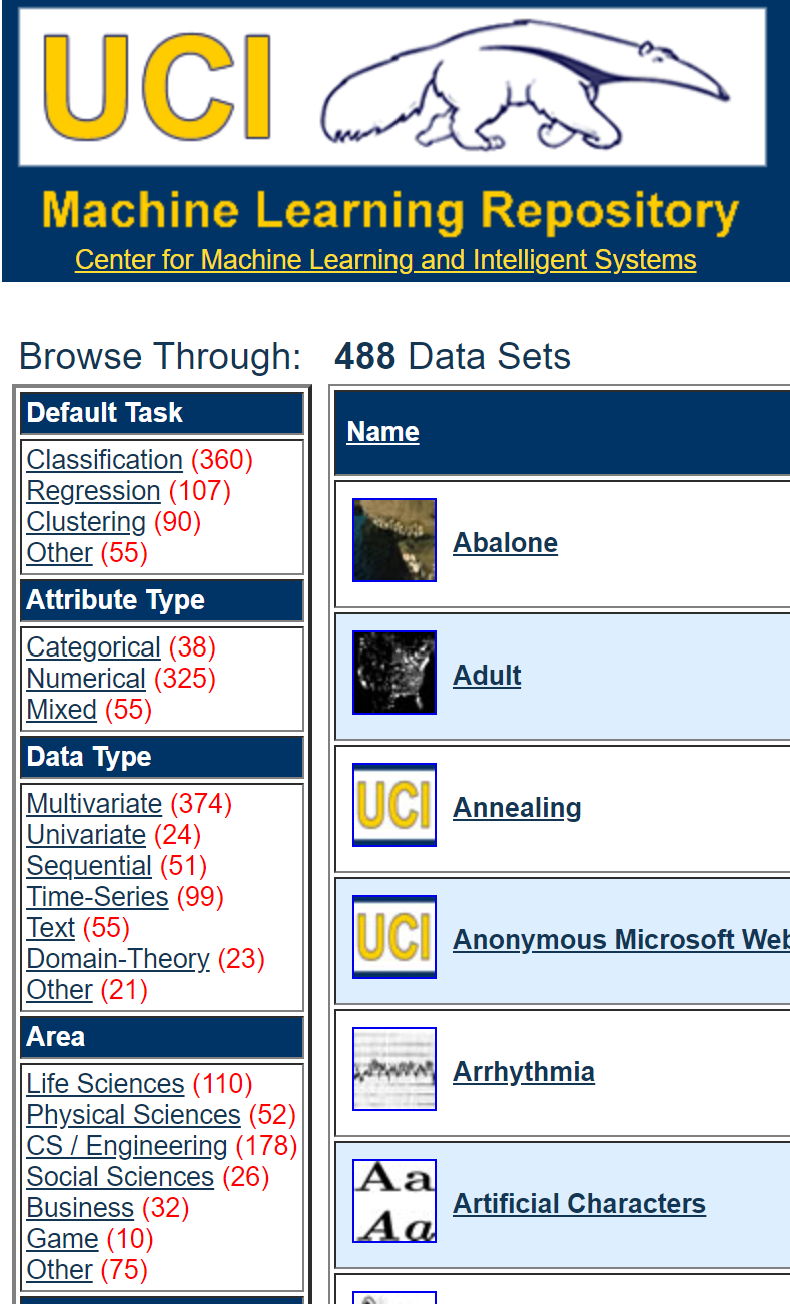 UCI
Machine Learning Repository
Center for Machine Learning and Intelligent Systems
Browse Through:
Default Task
Classification (360)
Regression (107)
Clustering (90)
Other (55)
Attribute Type
Categorical (38)
Numerical (325)
Mixed (55)
Data Type
Multivariate (374)
Univariate (24)
Sequential (51)
Time-Series (99)
Text (55)
Domain-Theory (23)
Other (21)
Area
Life Sciences (110)
Physical Sciences (52)
CS / Engineering (178)
Social Sciences (26)
Business (32)
Game (10)
Other (75)
488 Data Sets
Name
Abalone
Adult
UCI
Annealing
UCI
Anonymous Microsoft Web
Arrhythmia
Aa
Aa
Artificial Characters